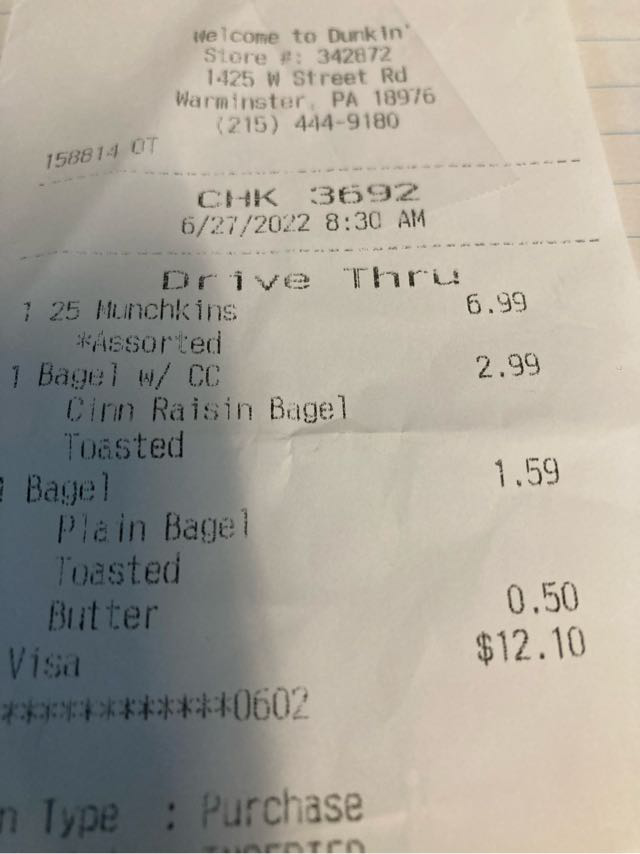 Welcome to Dunkin'
Store #: 342872
1425 W Street Rd
Warminster, PA 18976
(215) 444-9180
158814 OT
CHK 3692
6/27/2022 8:30 AM
Drive Thru
1 25 Munchkins 6.99
*Assorted
1 Bagel w/ CC 2.99
Cinn Raisin Bagel
Toasted
1 Bagel 1.59
Plain Bagel
Toasted
Butter 0.50
Visa $12.10
************0602
n Type : Purchase